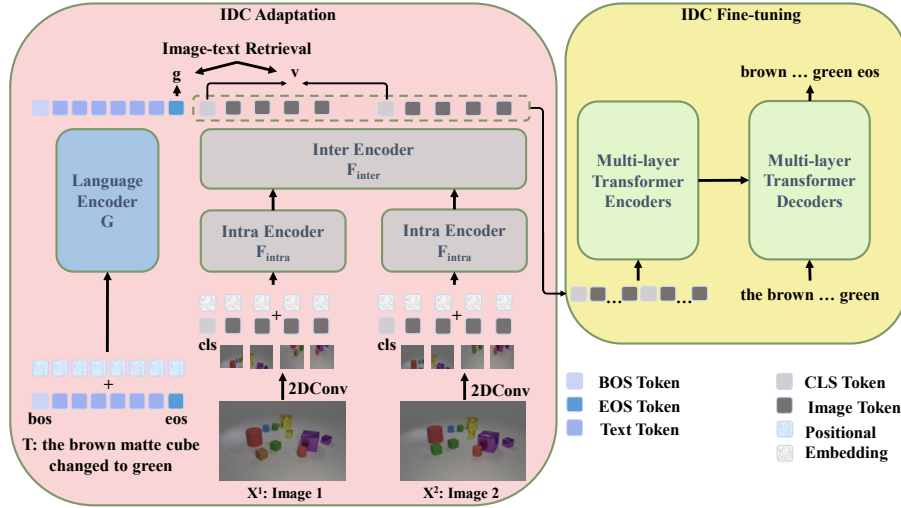 IDC Adaptation
Image-text Retrieval
g
v
Language
Encoder
G
Inter Encoder
F_inter
Intra Encoder
F_intra
Intra Encoder
F_intra
+
+
+
cls
cls
2DConv
2DConv
bos
eos
T: the brown matte cube
changed to green
X¹: Image 1
X²: Image 2
IDC Fine-tuning
brown ... green eos
Multi-layer
Transformer
Encoders
Multi-layer
Transformer
Decoders
... ...
the brown ... green
BOS Token
EOS Token
Text Token
CLS Token
Image Token
Positional
Embedding